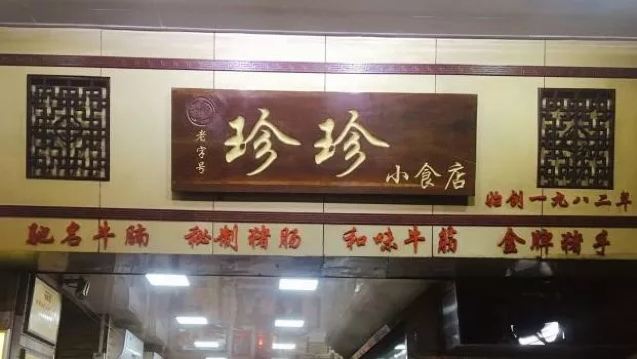 老字号
珍珍
小食店
始创一九八二年
驰名牛腩 秘制猪肠 和味牛筋 金牌猪手